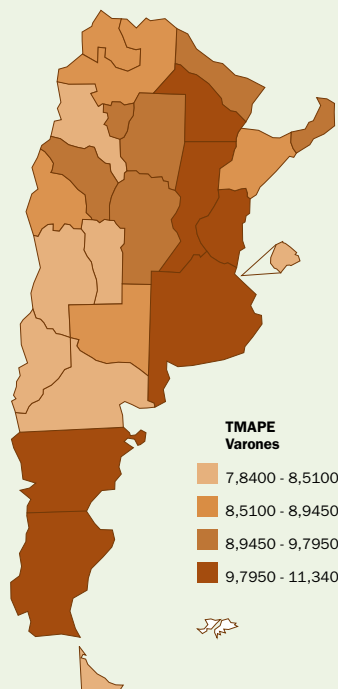 TMAPE
Varones
7,8400 - 8,5100
8,5100 - 8,9450
8,9450 - 9,7950
9,7950 - 11,340